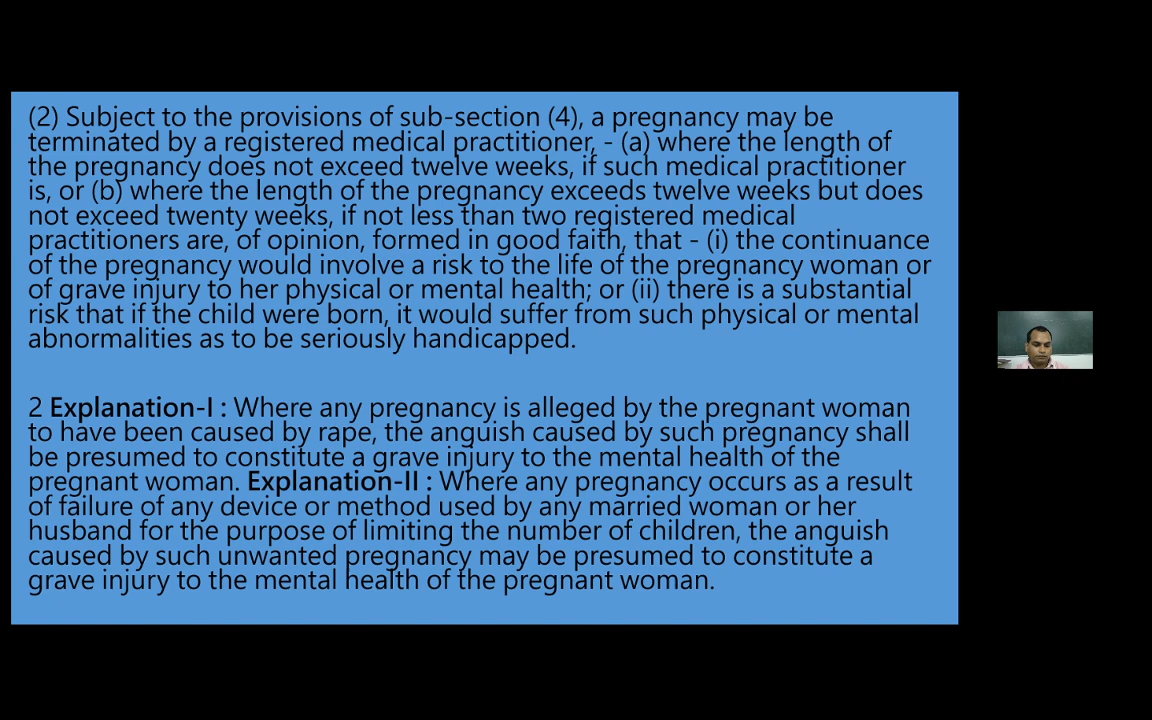 (2) Subject to the provisions of sub-section (4), a pregnancy may be
terminated by a registered medical practitioner, - (a) where the length of
the pregnancy does not exceed twelve weeks, if such medical practitioner
is, or (b) where the length of the pregnancy exceeds twelve weeks but does
not exceed twenty weeks, if not less than two registered medical
practitioners are, of opinion, formed in good faith, that - (i) the continuance
of the pregnancy would involve a risk to the life of the pregnancy woman or
of grave injury to her physical or mental health; or (ii) there is a substantial
risk that if the child were born, it would suffer from such physical or mental
abnormalities as to be seriously handicapped.
2 Explanation-I : Where any pregnancy is alleged by the pregnant woman
to have been caused by rape, the anguish caused by such pregnancy shall
be presumed to constitute a grave injury to the mental health of the
pregnant woman. Explanation-II : Where any pregnancy occurs as a result
of failure of any device or method used by any married woman or her
husband for the purpose of limiting the number of children, the anguish
caused by such unwanted pregnancy may be presumed to constitute a
grave injury to the mental health of the pregnant woman.